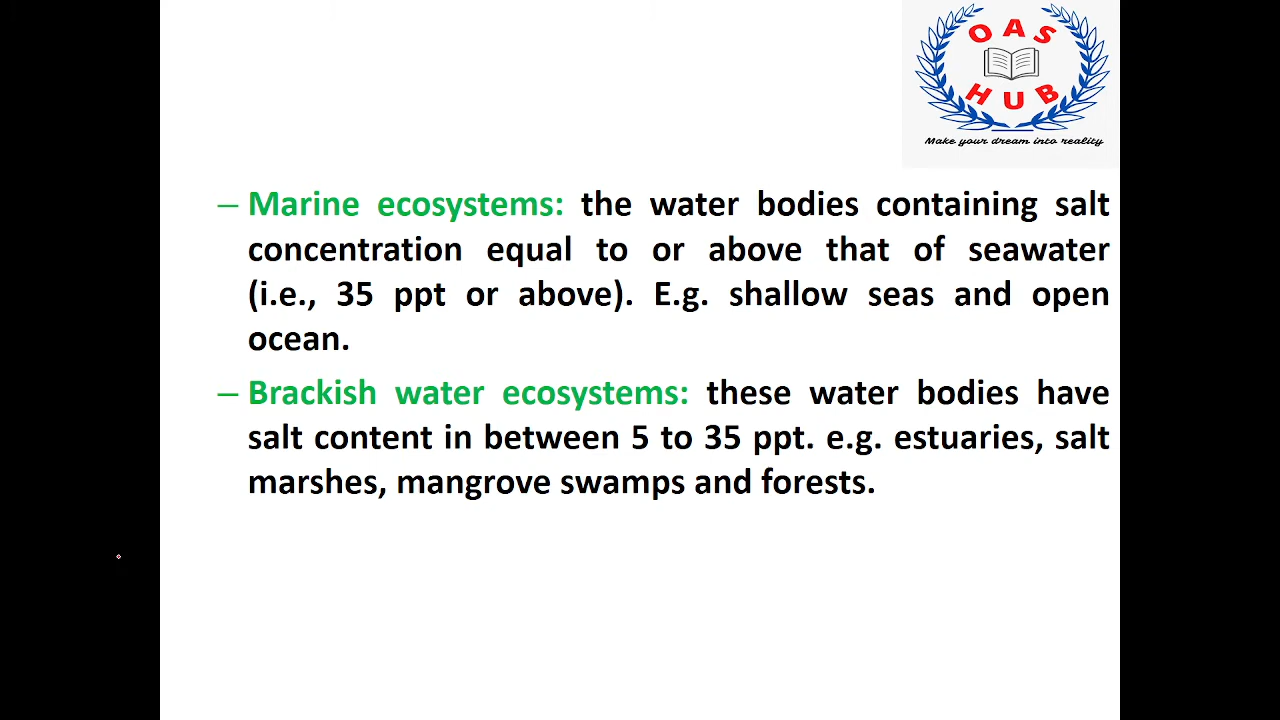 OAS
HUB
Make your dream into reality
– Marine ecosystems: the water bodies containing salt
concentration equal to or above that of seawater
(i.e., 35 ppt or above). E.g. shallow seas and open
ocean.
– Brackish water ecosystems: these water bodies have
salt content in between 5 to 35 ppt. e.g. estuaries, salt
marshes, mangrove swamps and forests.